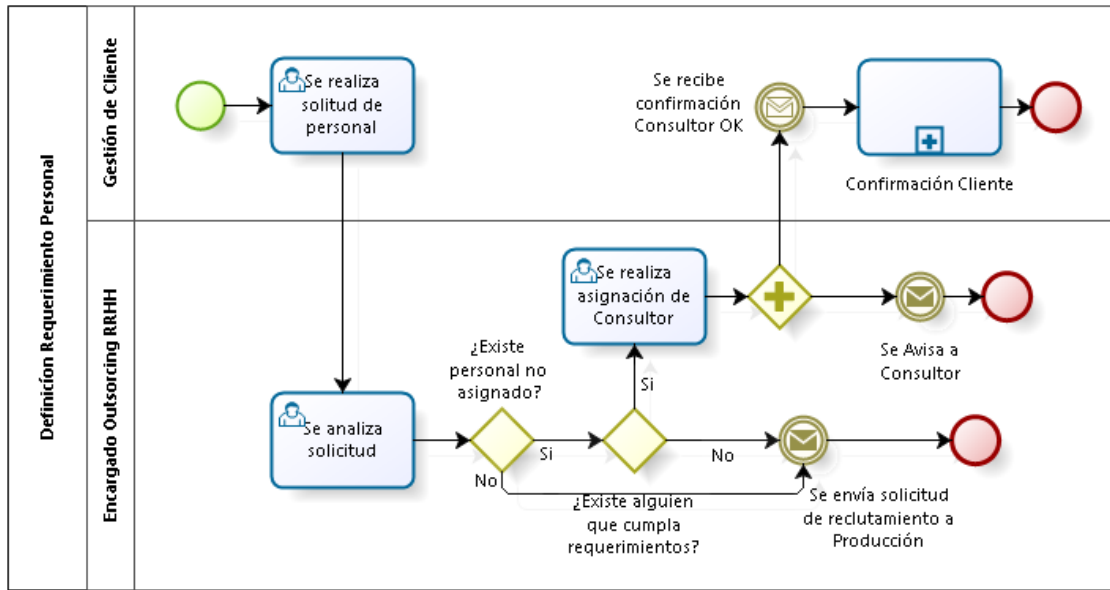 Definicion Requerimiento Personal
Gestión de Cliente
Se realiza
solitud de
personal
Se recibe
confirmación
Consultor OK
Confirmación Cliente
Encargado Outsorcing RRHH
Se analiza
solicitud
¿Existe
personal no
asignado?
Si
No
¿Existe alguien
que cumpla
requerimientos?
Si
No
Se realiza
asignación de
Consultor
Se Avisa a
Consultor
Se envía solicitud
de reclutamiento a
Producción